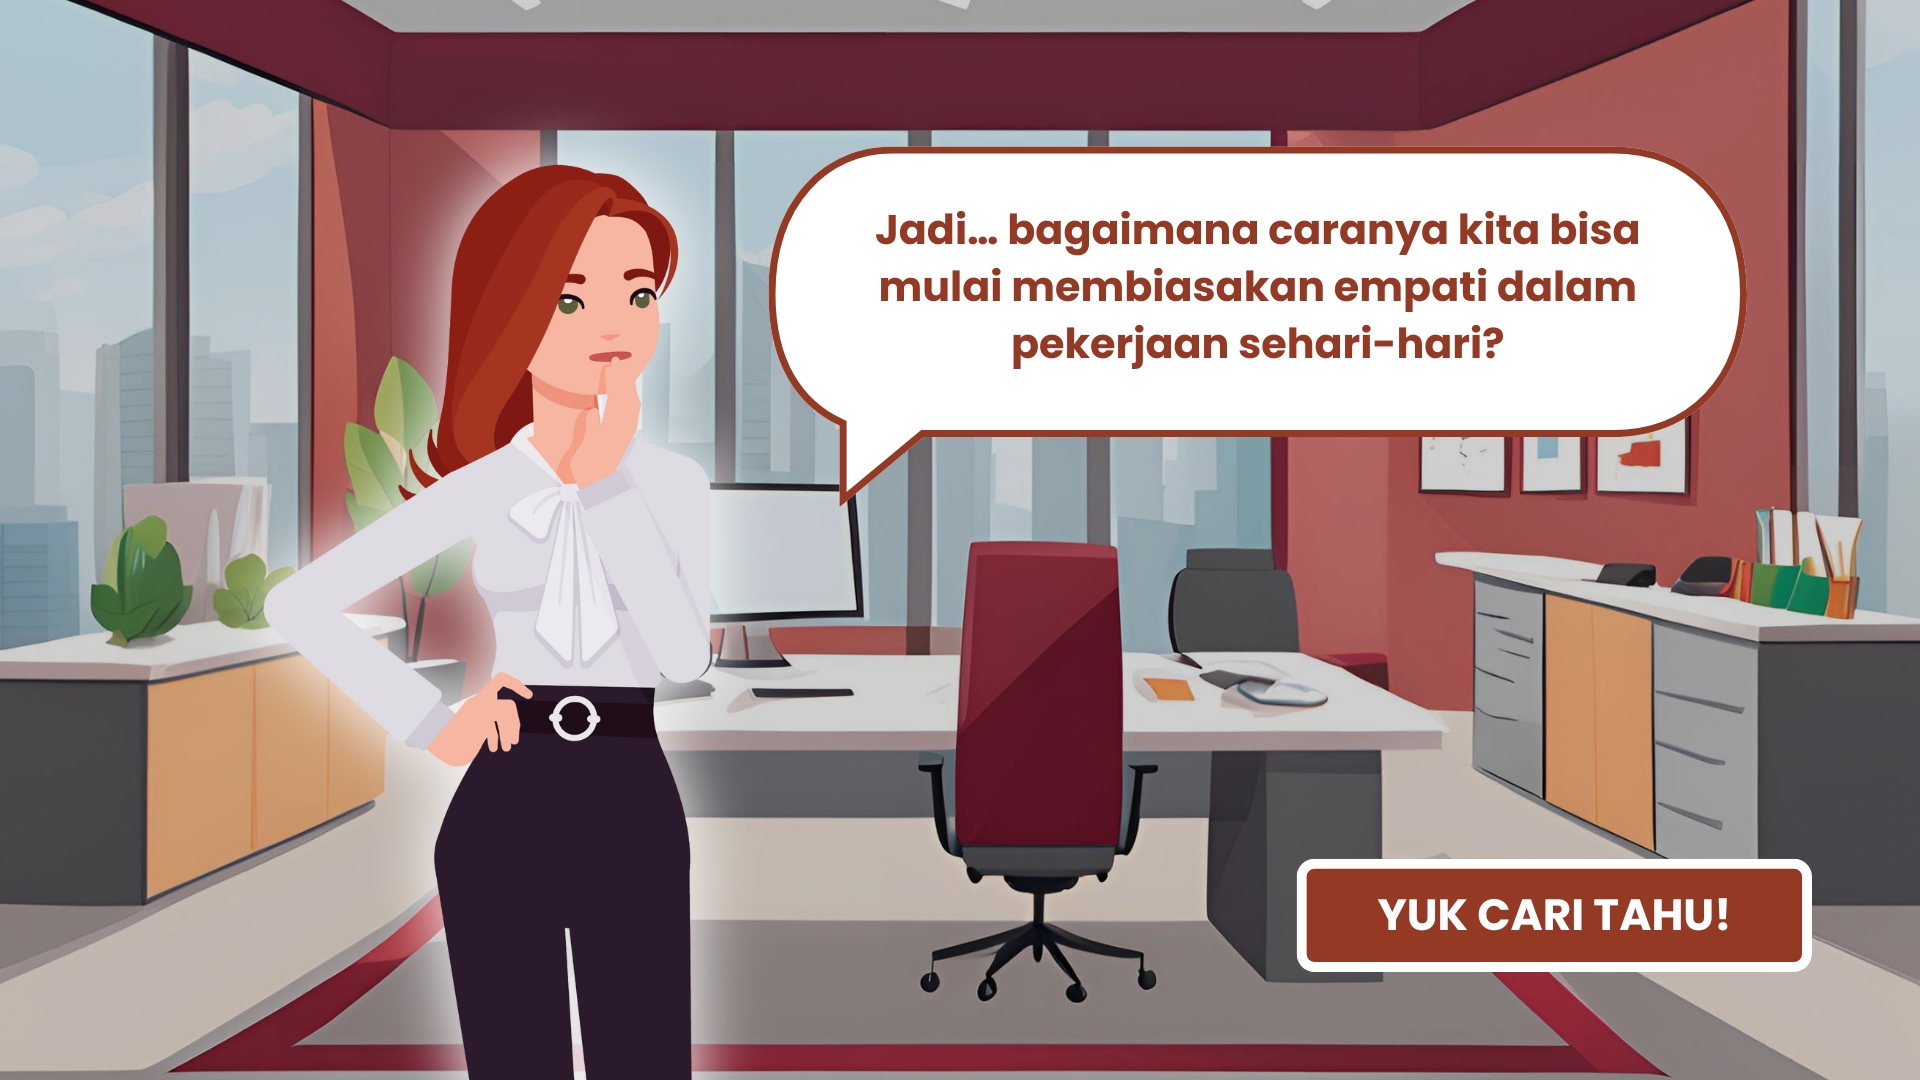 Jadi... bagaimana caranya kita bisa
mulai membiasakan empati dalam
pekerjaan sehari-hari?
YUK CARI TAHU!